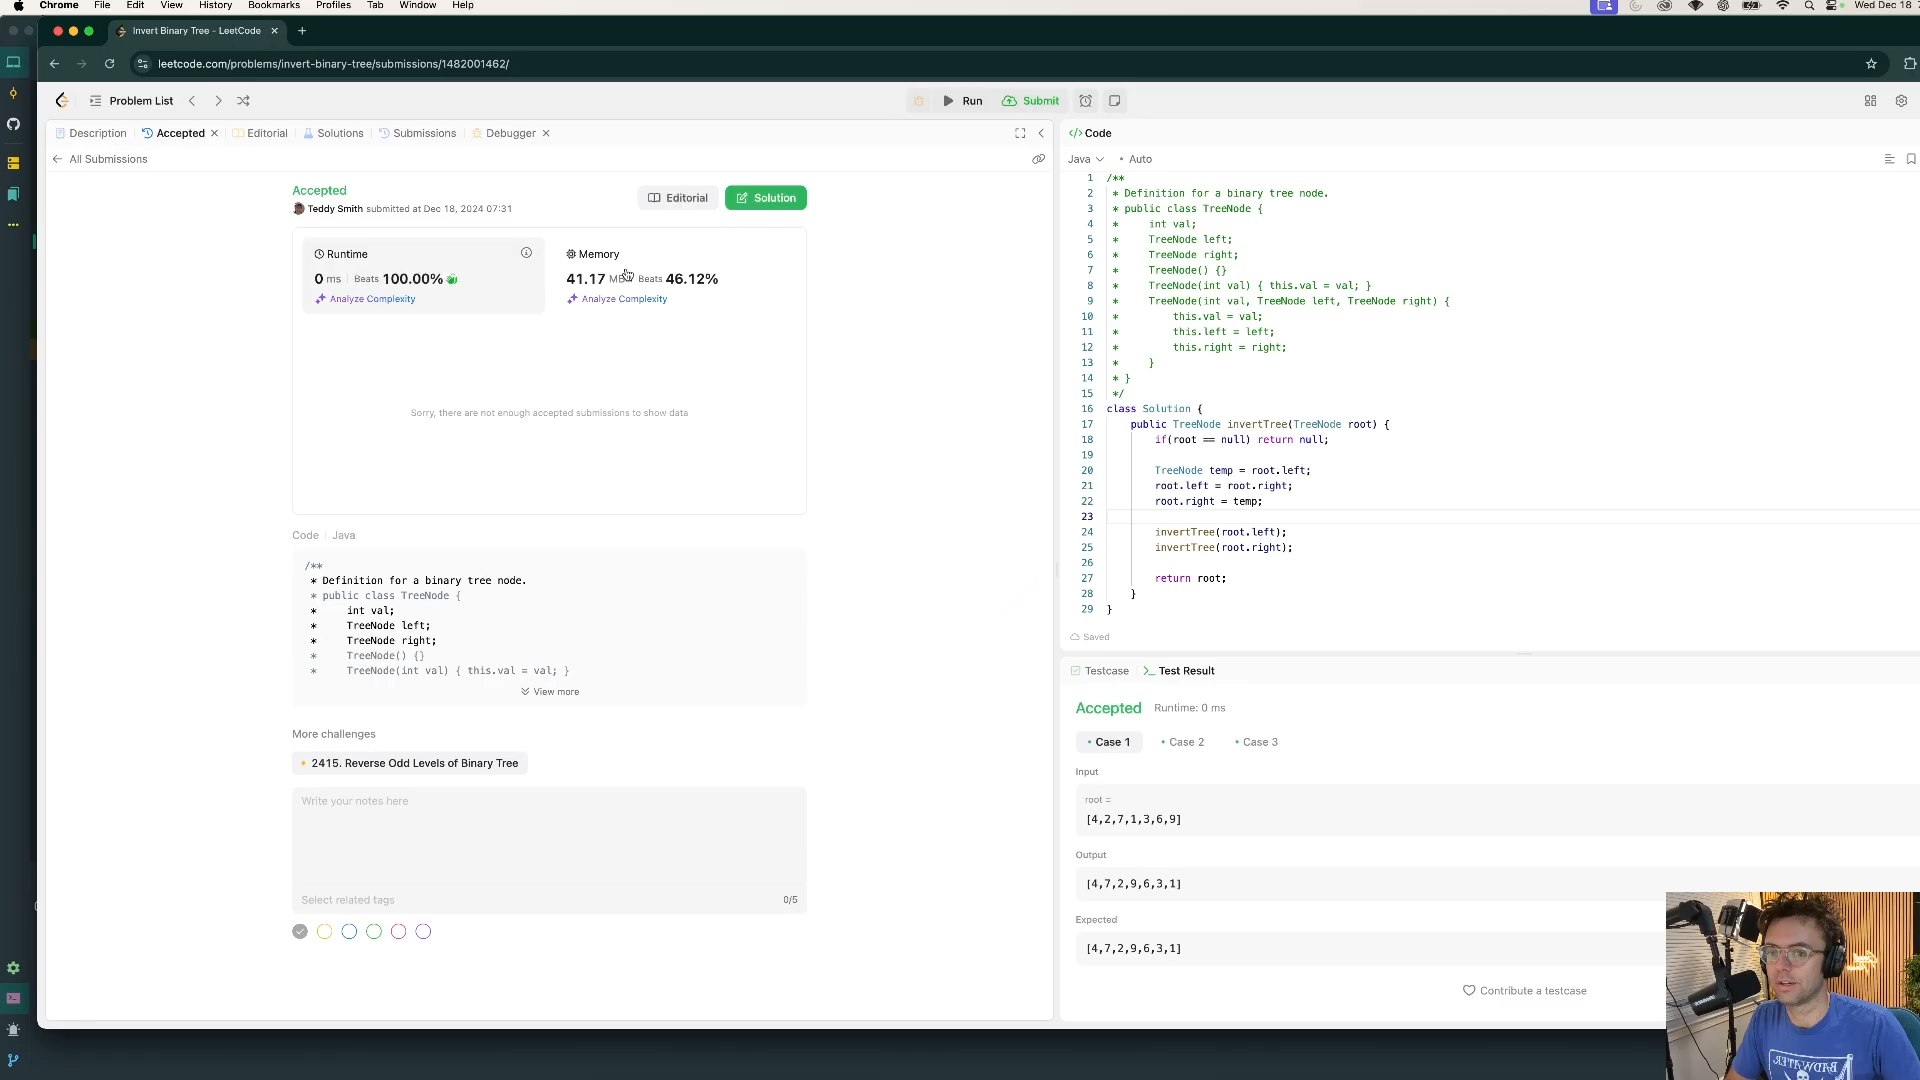 Chrome File Edit View History Bookmarks Profiles Tab Window Help Wed Dec 18
Invert Binary Tree - LeetCode
leetcode.com/problems/invert-binary-tree/submissions/1482001462/
Problem List Run Submit
Description Accepted Editorial Solutions Submissions Debugger
All Submissions
Accepted
Teddy Smith submitted at Dec 18, 2024 07:31
Editorial Solution
Runtime
0 ms Beats 100.00%
Analyze Complexity
Memory
41.17 MB Beats 46.12%
Analyze Complexity
Sorry, there are not enough accepted submissions to show data
Code Java
/**
* Definition for a binary tree node.
* public class TreeNode {
* int val;
* TreeNode left;
* TreeNode right;
* TreeNode() {}
* TreeNode(int val) { this.val = val; }
View more
More challenges
2415. Reverse Odd Levels of Binary Tree
Write your notes here
Select related tags 0/5
</> Code
Java Auto
1 /**
2 * Definition for a binary tree node.
3 * public class TreeNode {
4 * int val;
5 * TreeNode left;
6 * TreeNode right;
7 * TreeNode() {}
8 * TreeNode(int val) { this.val = val; }
9 * TreeNode(int val, TreeNode left, TreeNode right) {
10 * this.val = val;
11 * this.left = left;
12 * this.right = right;
13 * }
14 * }
15 */
16 class Solution {
17 public TreeNode invertTree(TreeNode root) {
18 if(root == null) return null;
19
20 TreeNode temp = root.left;
21 root.left = root.right;
22 root.right = temp;
23
24 invertTree(root.left);
25 invertTree(root.right);
26
27 return root;
28 }
29 }
Saved
Testcase Test Result
Accepted Runtime: 0 ms
Case 1 Case 2 Case 3
Input
root =
[4,2,7,1,3,6,9]
Output
[4,7,2,9,6,3,1]
Expected
[4,7,2,9,6,3,1]
Contribute a testcase